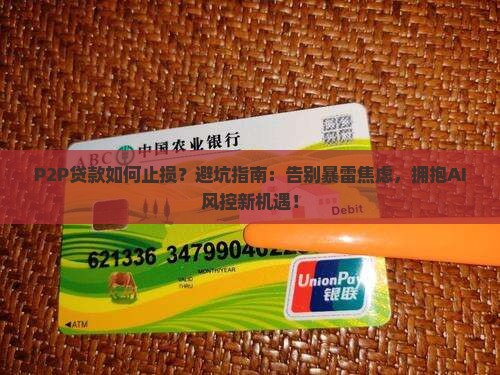 ABC 中国农业银行
P2P贷款如何止损？避坑指南：告别暴雷焦虑，拥抱AI
风控新机遇！
Debit
621336
MONTH/YEAR
VALID
THRU
UnionPay
银联
◀ATM